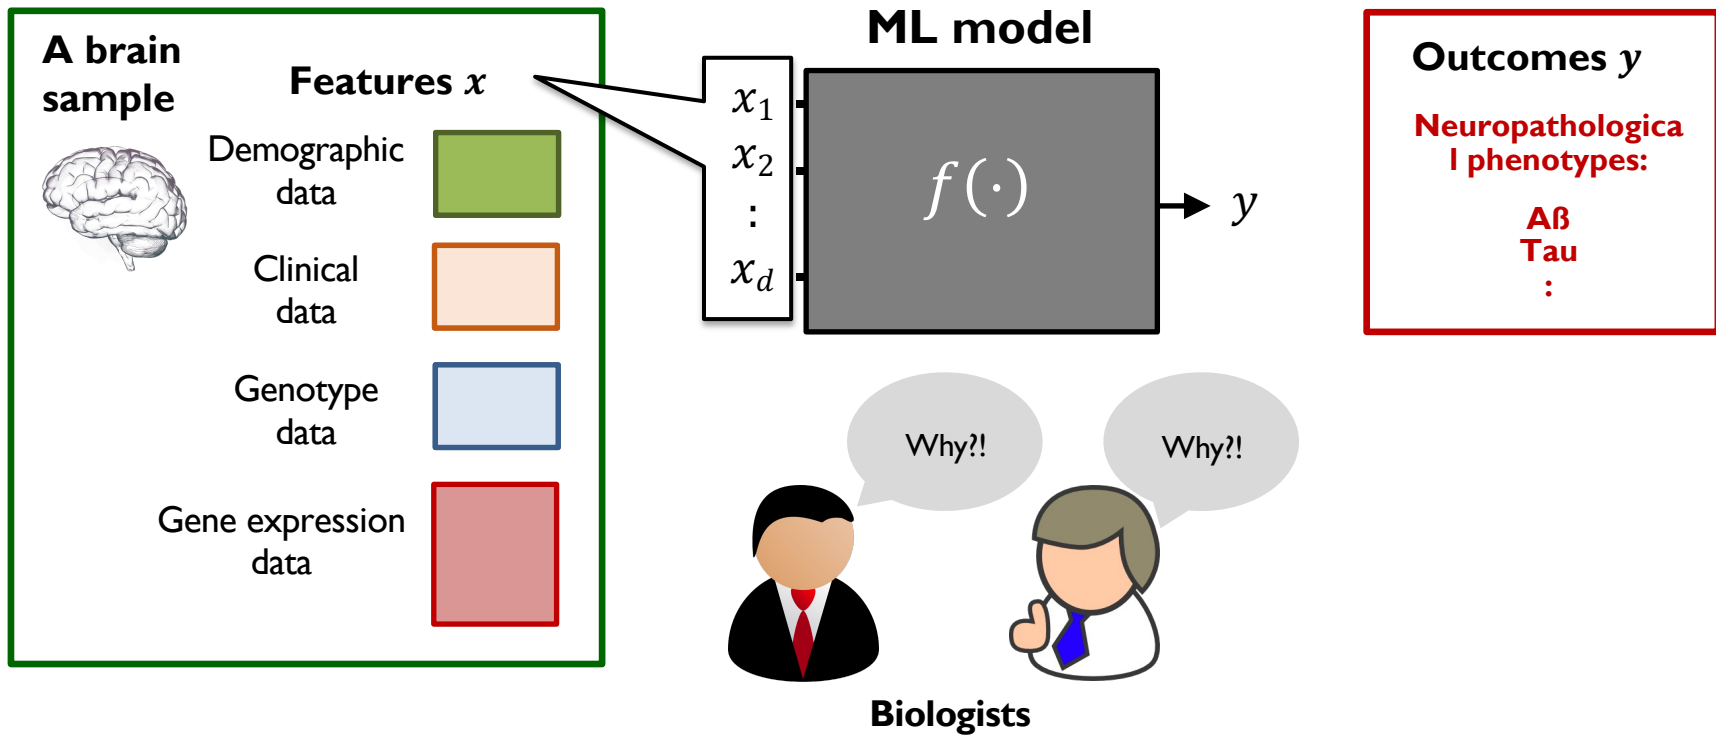 A brain
sample
Features x
Demographic
data
Clinical
data
Genotype
data
Gene expression
data
ML model
x₁
x₂
:
x_d
f(·)
y
Outcomes y
Neuropathologica
l phenotypes:
Aß
Tau
:
Why?!
Why?!
Biologists